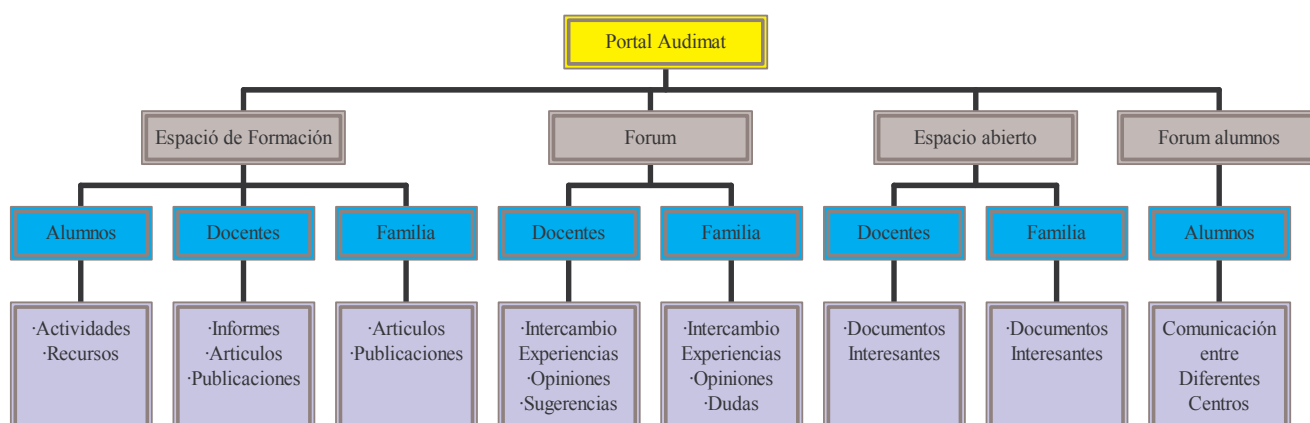 Portal Audimat
Espació de Formación
Forum
Espacio abierto
Forum alumnos
Alumnos
Docentes
Familia
Docentes
Familia
Docentes
Familia
Alumnos
·Actividades
·Recursos
·Informes
·Articulos
·Publicaciones
·Articulos
·Publicaciones
·Intercambio
Experiencias
·Opiniones
·Sugerencias
·Intercambio
Experiencias
·Opiniones
·Dudas
·Documentos
Interesantes
·Documentos
Interesantes
Comunicación
entre
Diferentes
Centros